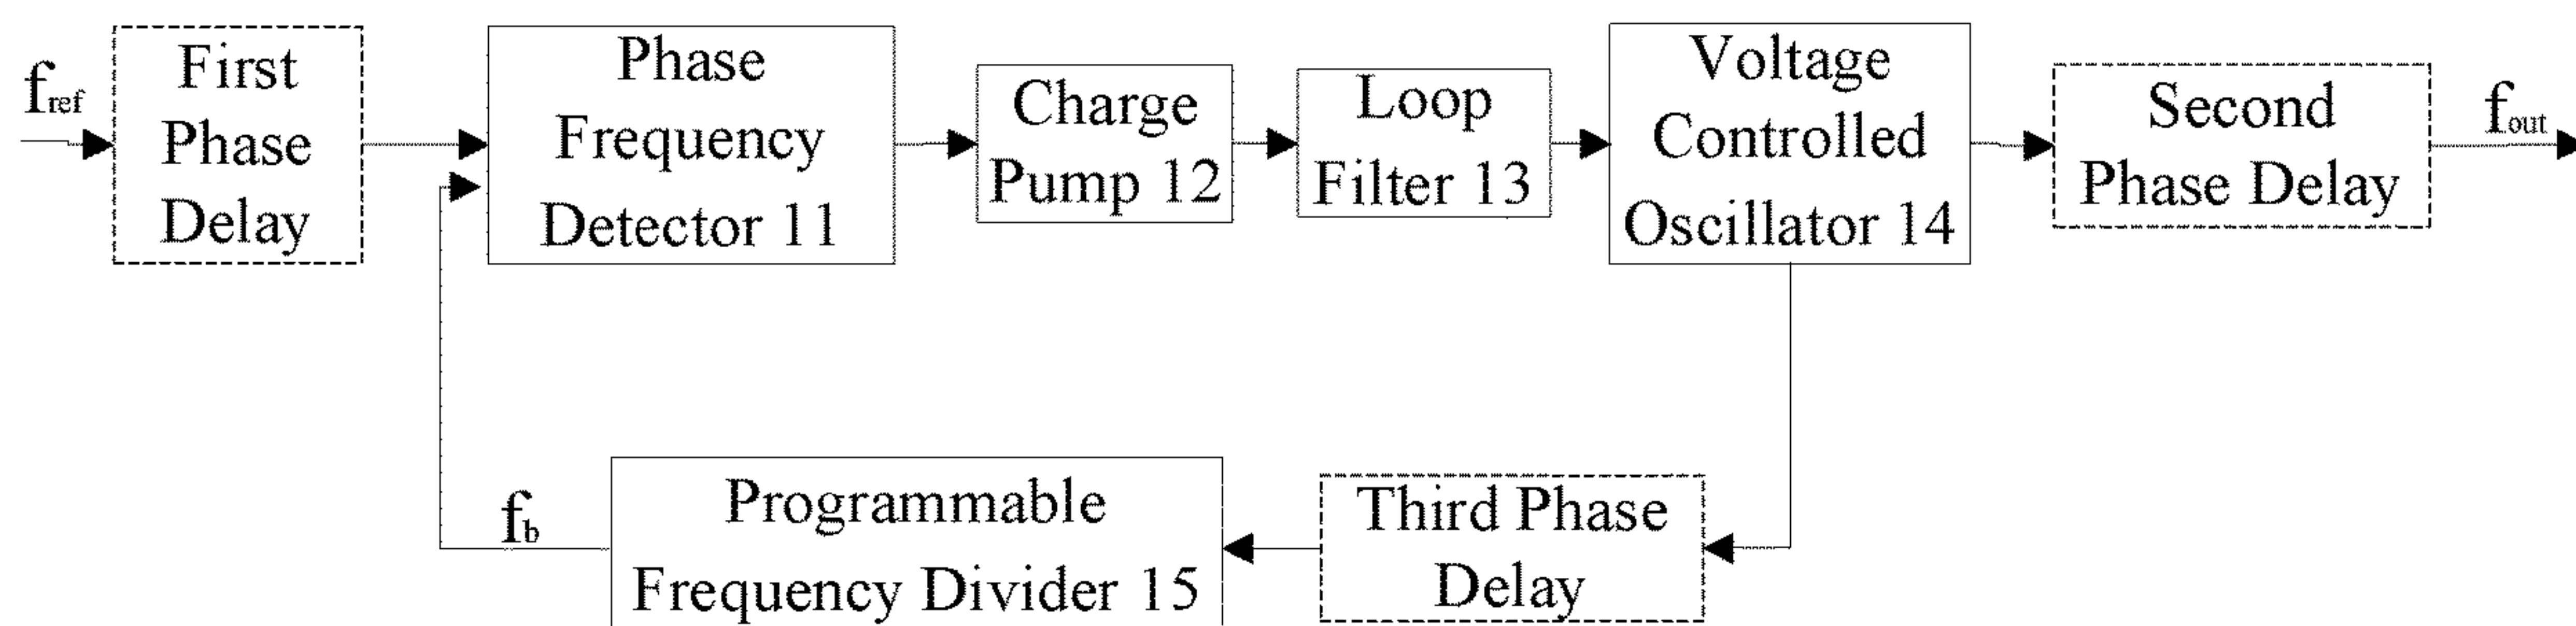 fref
First
Phase
Delay
Phase
Frequency
Detector 11
Charge
Pump 12
Loop
Filter 13
Voltage
Controlled
Oscillator 14
Second
Phase Delay
fout
fb
Programmable
Frequency Divider 15
Third Phase
Delay